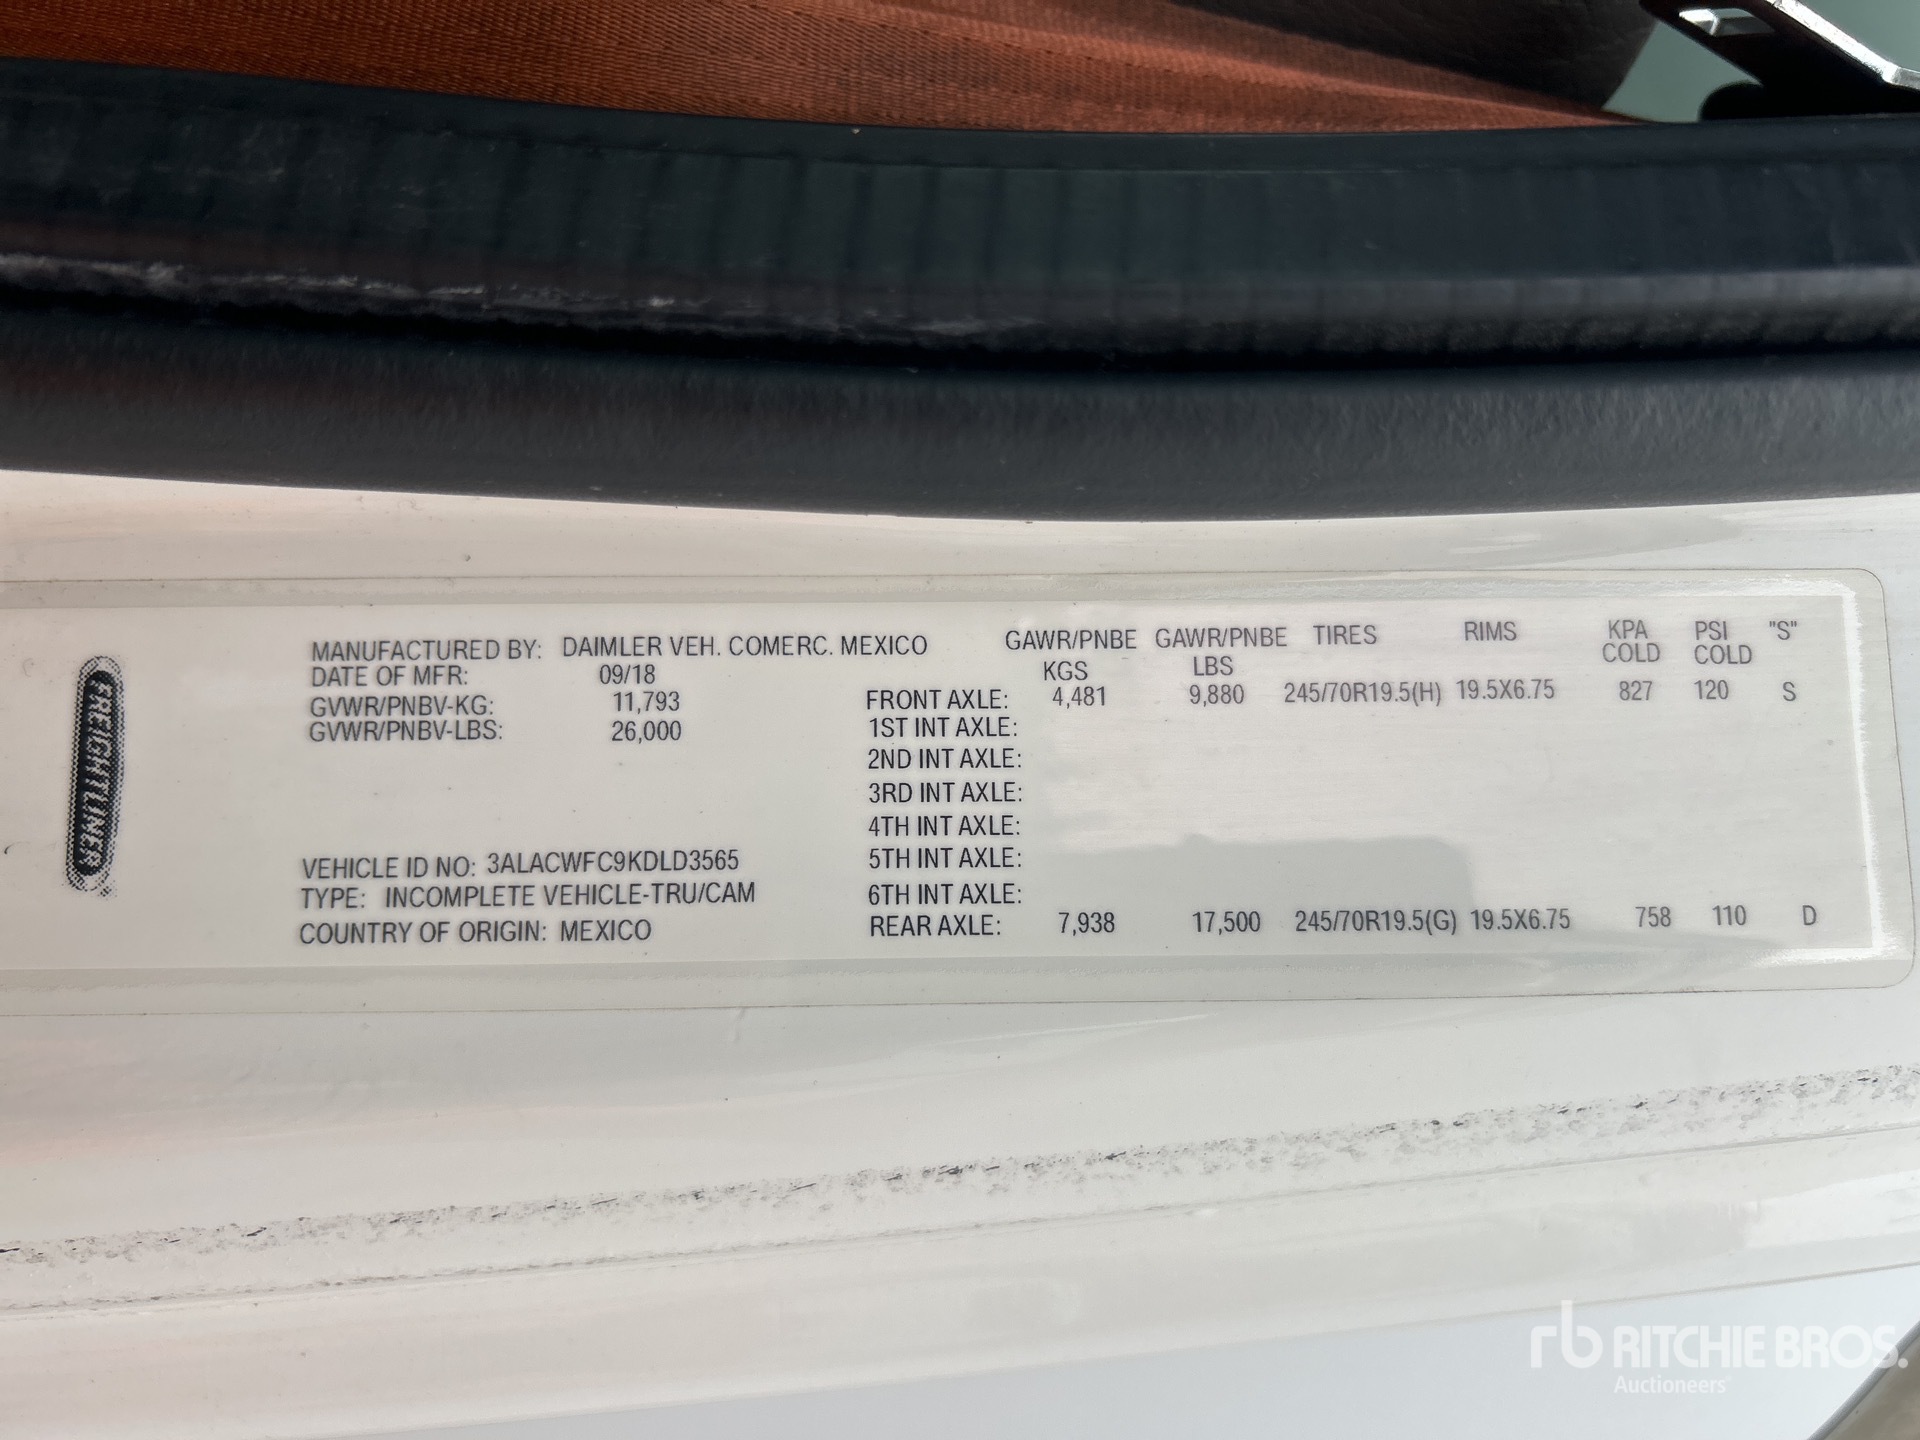 FREIGHTLINER
MANUFACTURED BY: DAIMLER VEH. COMERC. MEXICO
DATE OF MFR: 09/18
GVWR/PNBV-KG: 11,793
GVWR/PNBV-LBS: 26,000
VEHICLE ID NO: 3ALACWFC9KDLD3565
TYPE: INCOMPLETE VEHICLE-TRU/CAM
COUNTRY OF ORIGIN: MEXICO
GAWR/PNBE GAWR/PNBE TIRES RIMS KPA PSI "S"
KGS LBS COLD COLD
FRONT AXLE: 4,481 9,880 245/70R19.5(H) 19.5X6.75 827 120 S
1ST INT AXLE:
2ND INT AXLE:
3RD INT AXLE:
4TH INT AXLE:
5TH INT AXLE:
6TH INT AXLE:
REAR AXLE: 7,938 17,500 245/70R19.5(G) 19.5X6.75 758 110 D
rb RITCHIE BROS.
Auctioneers